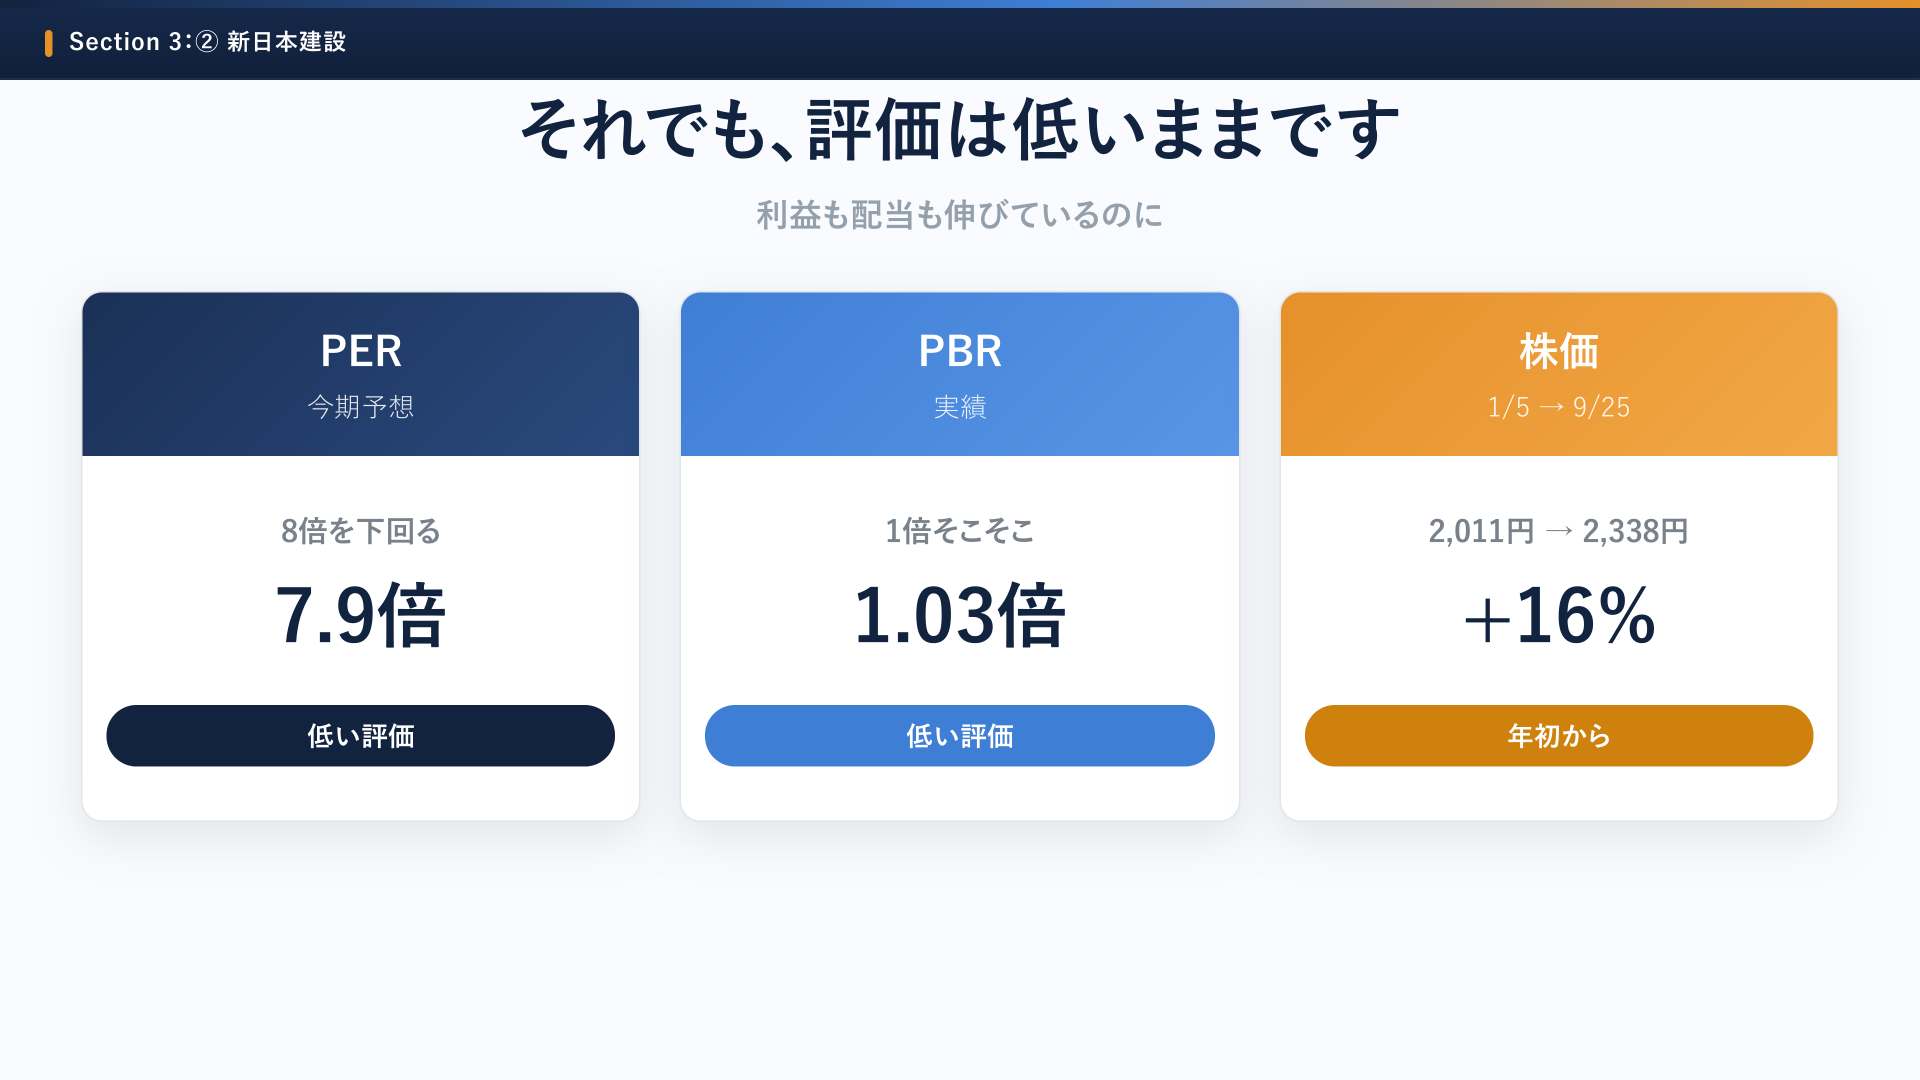 Section 3：② 新日本建設
それでも、評価は低いままです
利益も配当も伸びているのに
PER
今期予想
8倍を下回る
7.9倍
低い評価
PBR
実績
1倍そこそこ
1.03倍
低い評価
株価
1/5 → 9/25
2,011円 → 2,338円
+16%
年初から